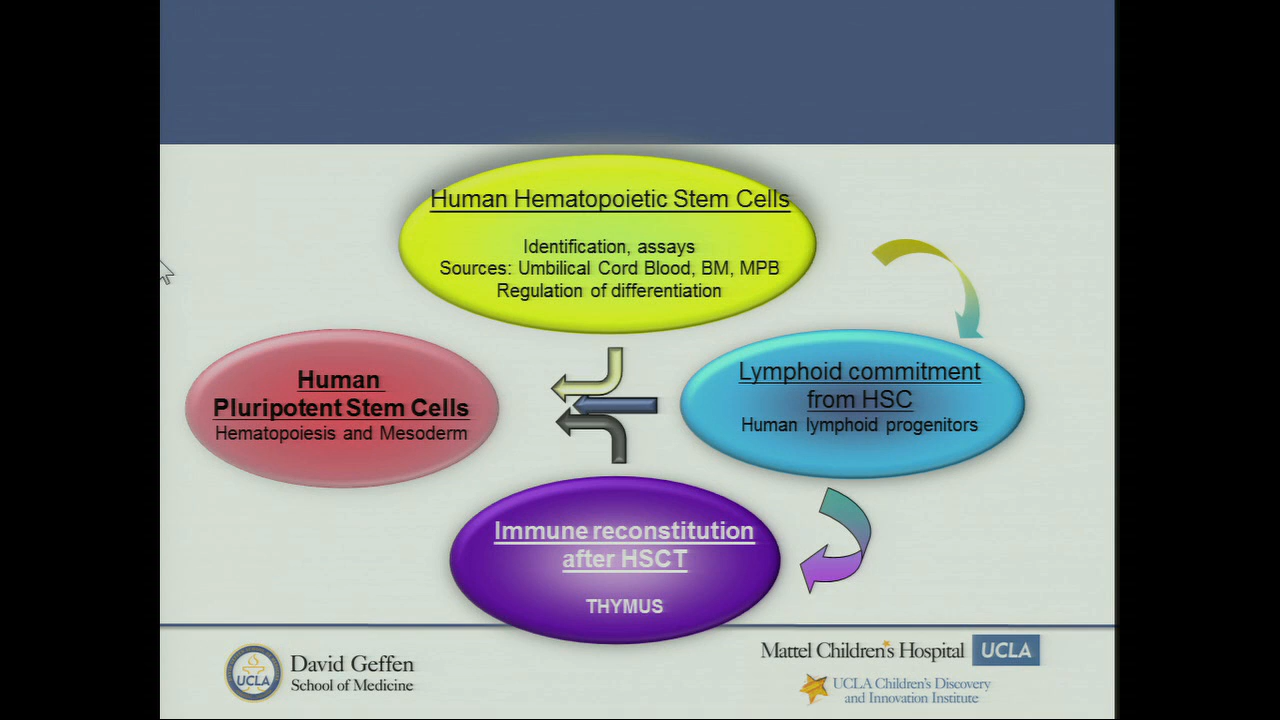 Human Hematopoietic Stem Cells
Identification, assays
Sources: Umbilical Cord Blood, BM, MPB
Regulation of differentiation
Human
Pluripotent Stem Cells
Hematopoiesis and Mesoderm
Lymphoid commitment
from HSC
Human lymphoid progenitors
Immune reconstitution
after HSCT
THYMUS
UCLA
David Geffen
School of Medicine
Mattel Children's Hospital UCLA
UCLA Children's Discovery
and Innovation Institute